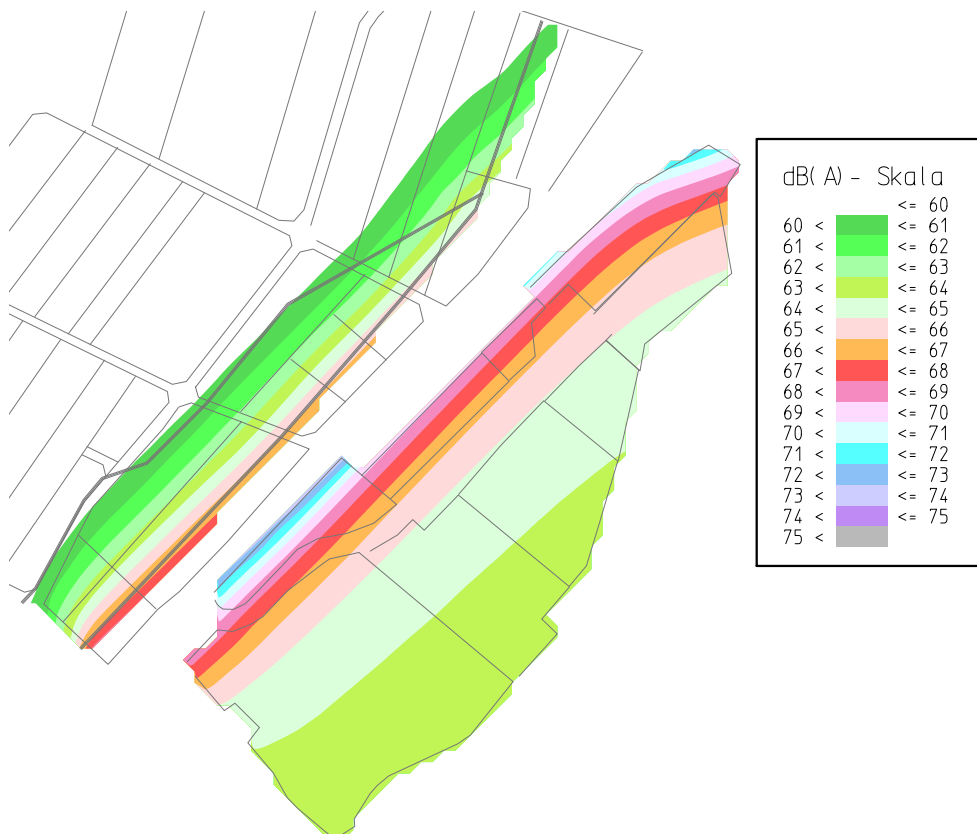 dB(A) - Skala
<= 60
60 < <= 61
61 < <= 62
62 < <= 63
63 < <= 64
64 < <= 65
65 < <= 66
66 < <= 67
67 < <= 68
68 < <= 69
69 < <= 70
70 < <= 71
71 < <= 72
72 < <= 73
73 < <= 74
74 < <= 75
75 <